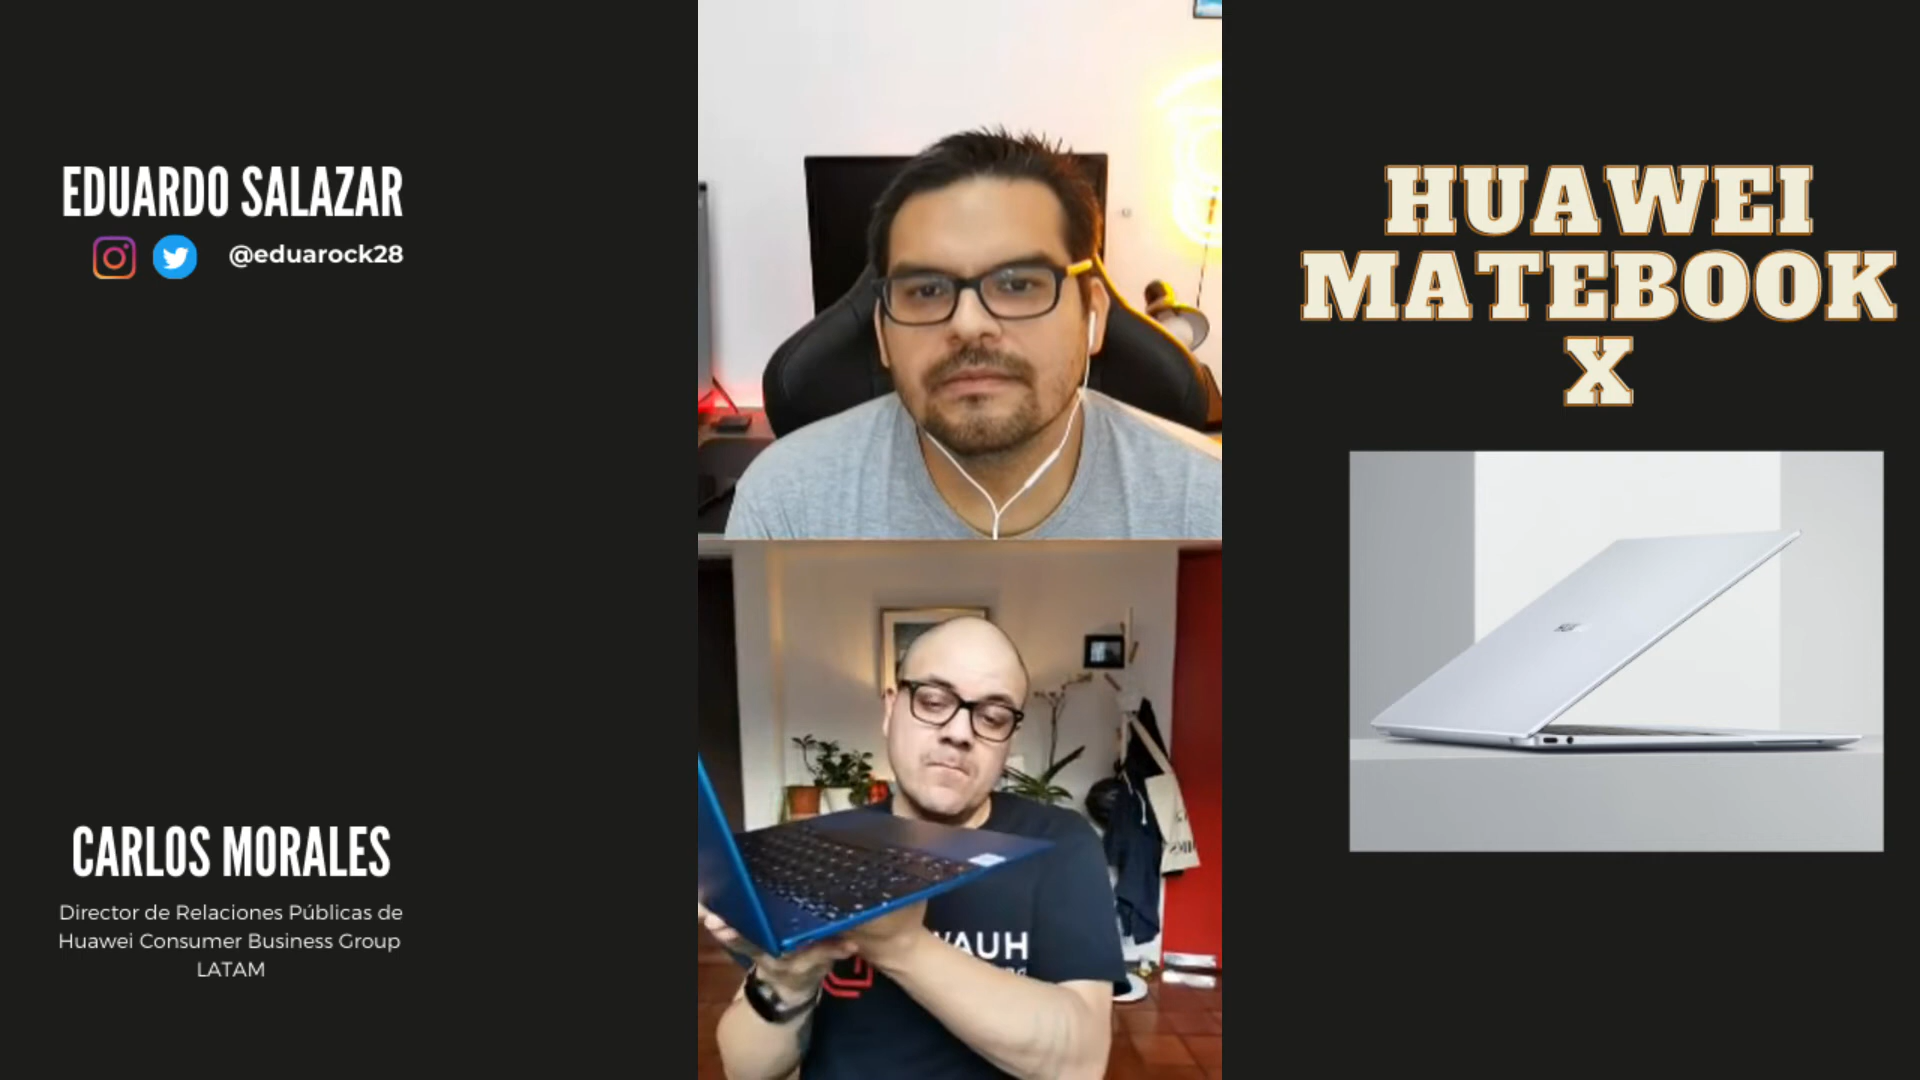 EDUARDO SALAZAR
@eduarock28
CARLOS MORALES
Director de Relaciones Públicas de
Huawei Consumer Business Group
LATAM
HUAWEI
MATEBOOK
X